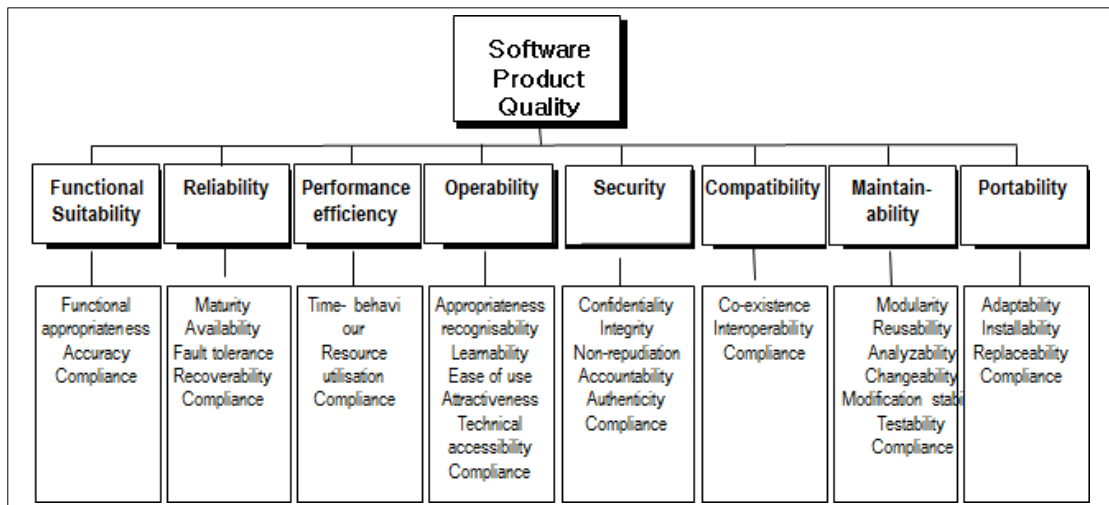 Software
Product
Quality
Functional
Suitability
Reliability
Performance
efficiency
Operability
Security
Compatibility
Maintain-
ability
Portability
Functional
appropriateness
Accuracy
Compliance
Maturity
Availability
Fault tolerance
Recoverability
Compliance
Time- behavi
our
Resource
utilisation
Compliance
Appropriateness
recognisability
Learnability
Ease of use
Attractiveness
Technical
accessibility
Compliance
Confidentiality
Integrity
Non-repudiation
Accountability
Authenticity
Compliance
Co-existence
Interoperability
Compliance
Modularity
Reusability
Analyzability
Changeability
Modification stabi
Testability
Compliance
Adaptability
Installability
Replaceability
Compliance